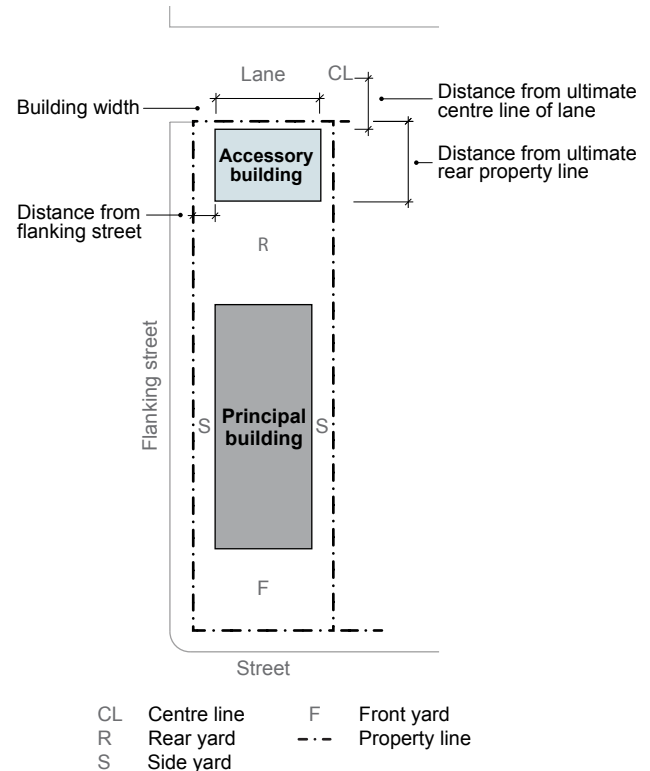 Lane
CL
Building width
Distance from ultimate
centre line of lane
Accessory
building
Distance from ultimate
rear property line
Distance from
flanking street
R
Flanking street
S
Principal
building
S
F
Street
CL Centre line
F Front yard
R Rear yard
Property line
S Side yard